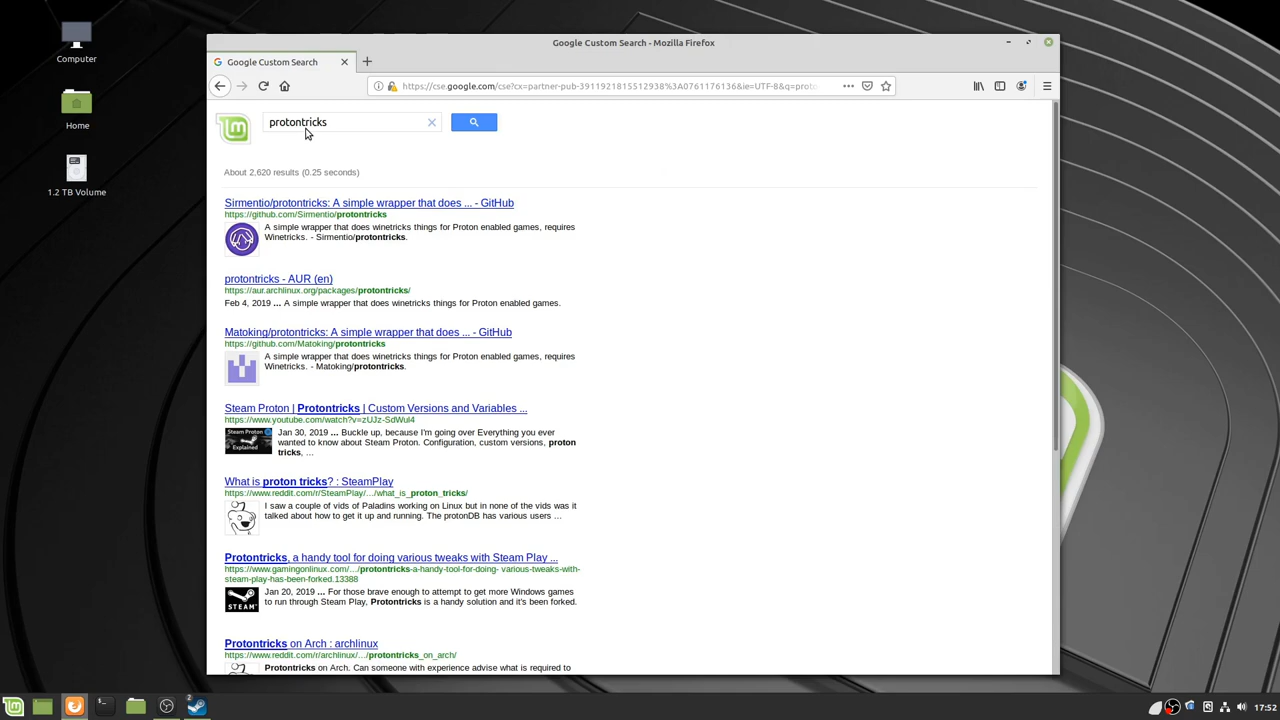 Computer
Home
1.2 TB Volume
Google Custom Search - Mozilla Firefox
Google Custom Search
https://cse.google.com/cse?cx=partner-pub-3911921815512938%3A0761176136&ie=UTF-8&q=proto
protontricks
About 2,620 results (0.25 seconds)
Sirmentio/protontricks: A simple wrapper that does ... - GitHub
https://github.com/Sirmentio/protontricks
A simple wrapper that does winetricks things for Proton enabled games, requires
Winetricks. - Sirmentio/protontricks.
protontricks - AUR (en)
https://aur.archlinux.org/packages/protontricks/
Feb 4, 2019 ... A simple wrapper that does winetricks things for Proton enabled games.
Matoking/protontricks: A simple wrapper that does ... - GitHub
https://github.com/Matoking/protontricks
A simple wrapper that does winetricks things for Proton enabled games, requires
Winetricks. - Matoking/protontricks.
Steam Proton | Protontricks | Custom Versions and Variables ...
https://www.youtube.com/watch?v=zUJz-SdWul4
Steam Proton
Explained
Jan 30, 2019 ... Buckle up, because I'm going over Everything you ever
wanted to know about Steam Proton. Configuration, custom versions, proton
tricks, ...
What is proton tricks? : SteamPlay
https://www.reddit.com/r/SteamPlay/.../what_is_proton_tricks/
I saw a couple of vids of Paladins working on Linux but in none of the vids was it
talked about how to get it up and running. The protonDB has various users ...
Protontricks, a handy tool for doing various tweaks with Steam Play ...
https://www.gamingonlinux.com/.../protontricks-a-handy-tool-for-doing- various-tweaks-with-
steam-play-has-been-forked.13388
STEAM
Jan 20, 2019 ... For those brave enough to attempt to get more Windows games
to run through Steam Play, Protontricks is a handy solution and it's been forked.
Protontricks on Arch : archlinux
https://www.reddit.com/r/archlinux/.../protontricks_on_arch/
Protontricks on Arch. Can someone with experience advise what is required to
2
17:52